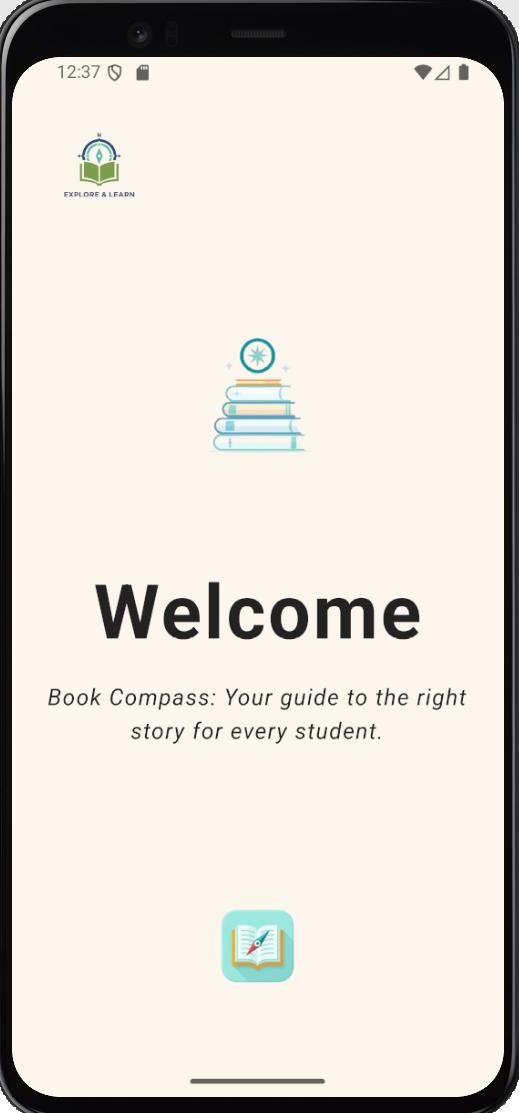 12:37
N
EXPLORE & LEARN
Welcome
Book Compass: Your guide to the right
story for every student.